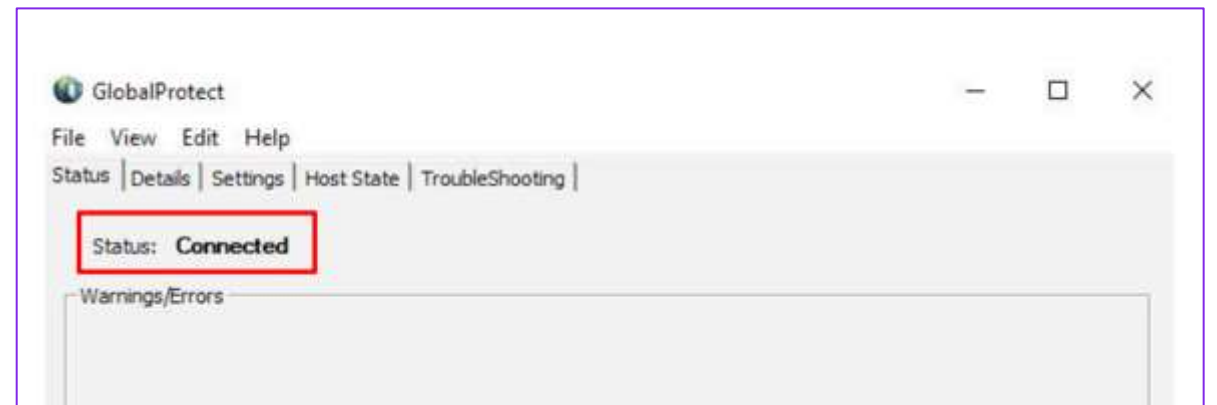 GlobalProtect
File View Edit Help
Status Details Settings Host State TroubleShooting
Status: Connected
Warnings/Errors